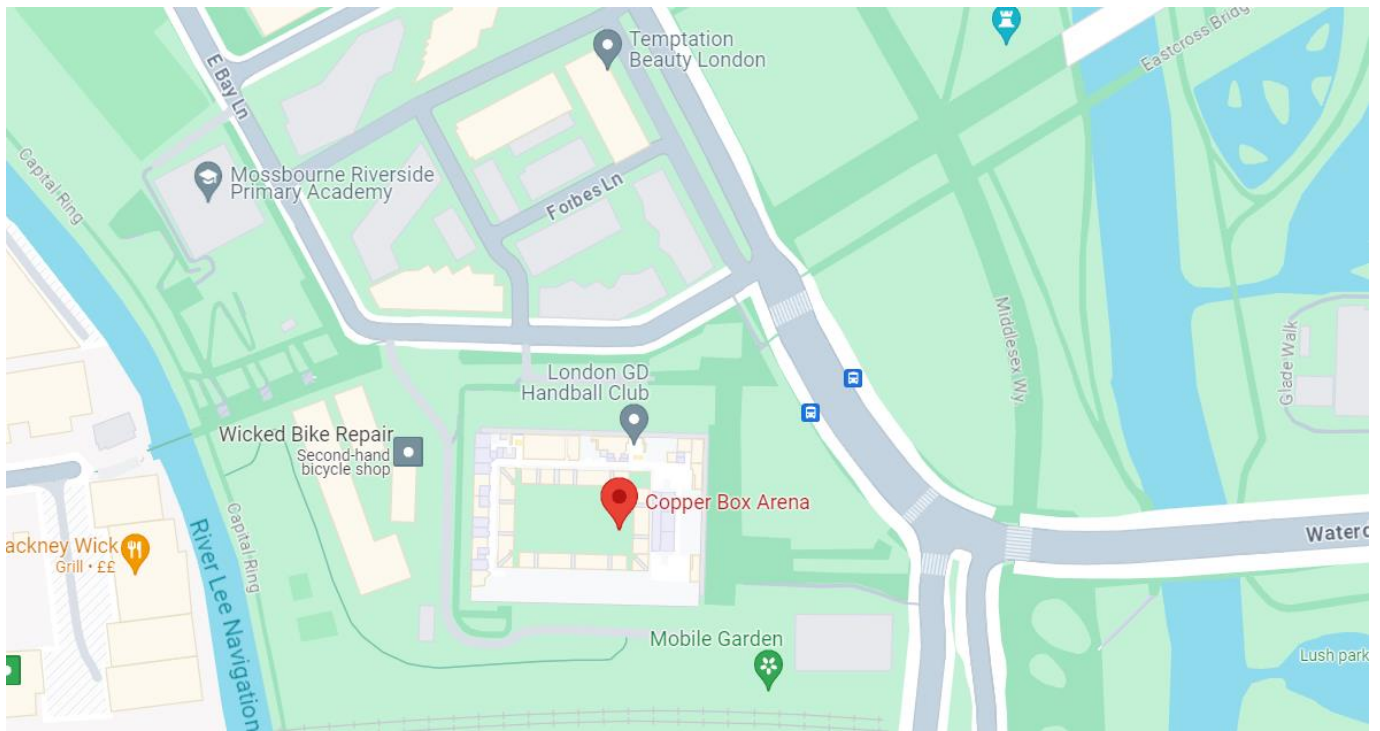 Temptation
Beauty London
Eastcross Bridg
E Bay Ln
Capital Ring
Mossbourne Riverside
Primary Academy
Forbes Ln
Middlesex Wy
Glade Walk
London GD
Handball Club
Wicked Bike Repair
Second-hand
bicycle shop
Copper Box Arena
ackney Wick
Grill • ££
River Lee Navigation
Capital Ring
Waterd
Mobile Garden
Lush park